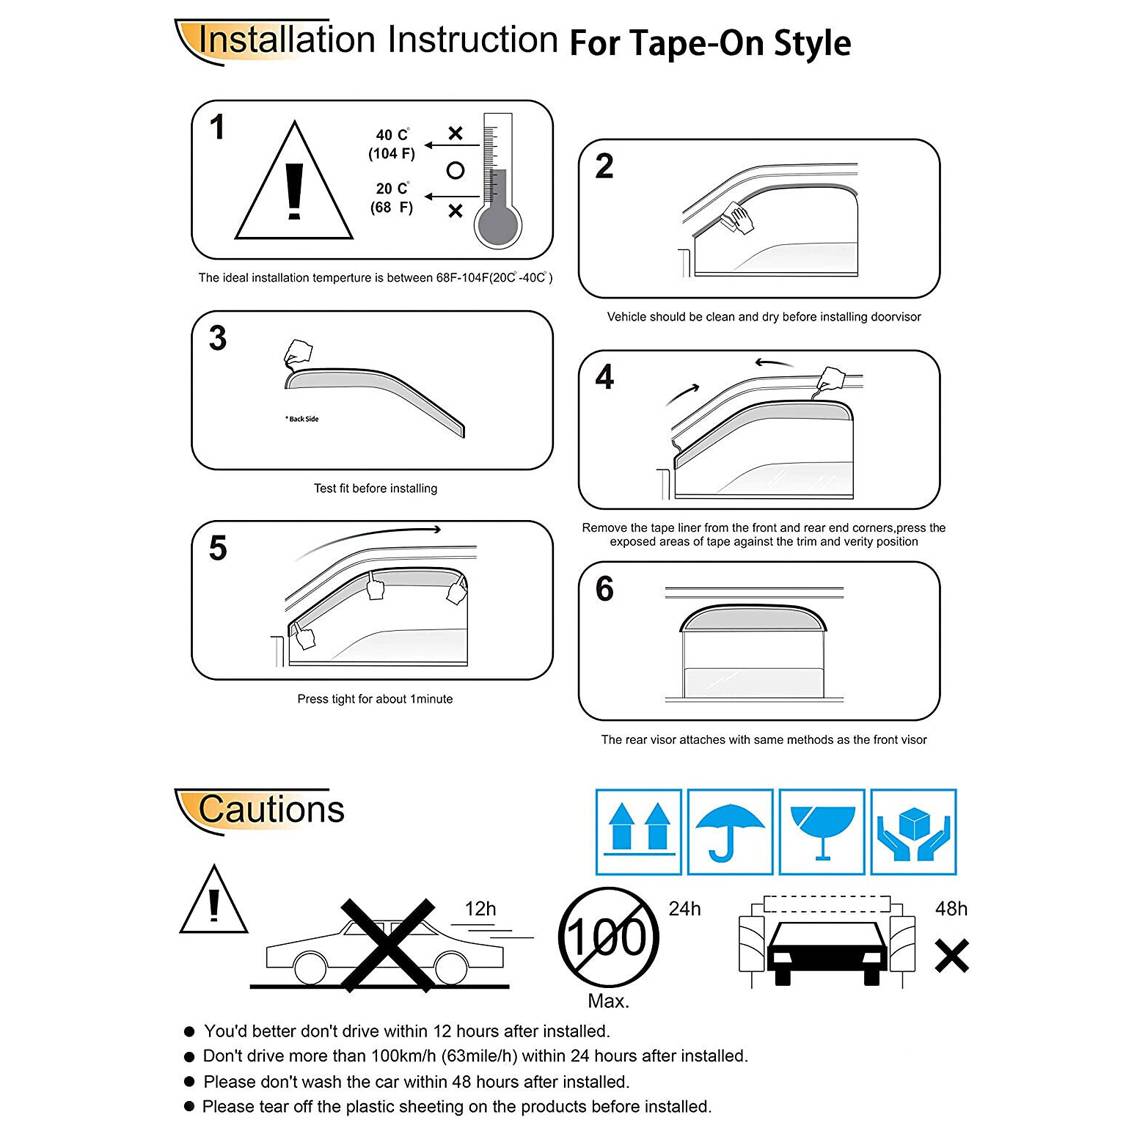 Installation Instruction For Tape-On Style
1
40 C°
(104 F)
20 C°
(68 F)
The ideal installation temperture is between 68F-104F(20C°-40C°)
2
Vehicle should be clean and dry before installing doorvisor
3
* Back Side
Test fit before installing
4
Remove the tape liner from the front and rear end corners,press the
exposed areas of tape against the trim and verity position
5
Press tight for about 1minute
6
The rear visor attaches with same methods as the front visor
Cautions
12h
100
Max.
24h
48h
You'd better don't drive within 12 hours after installed.
Don't drive more than 100km/h (63mile/h) within 24 hours after installed.
Please don't wash the car within 48 hours after installed.
Please tear off the plastic sheeting on the products before installed.